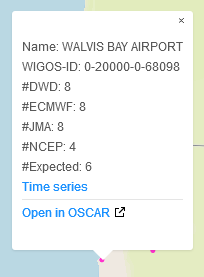 ×
Name: WALVIS BAY AIRPORT
WIGOS-ID: 0-20000-0-68098
#DWD: 8
#ECMWF: 8
#JMA: 8
#NCEP: 4
#Expected: 6
Time series
Open in OSCAR